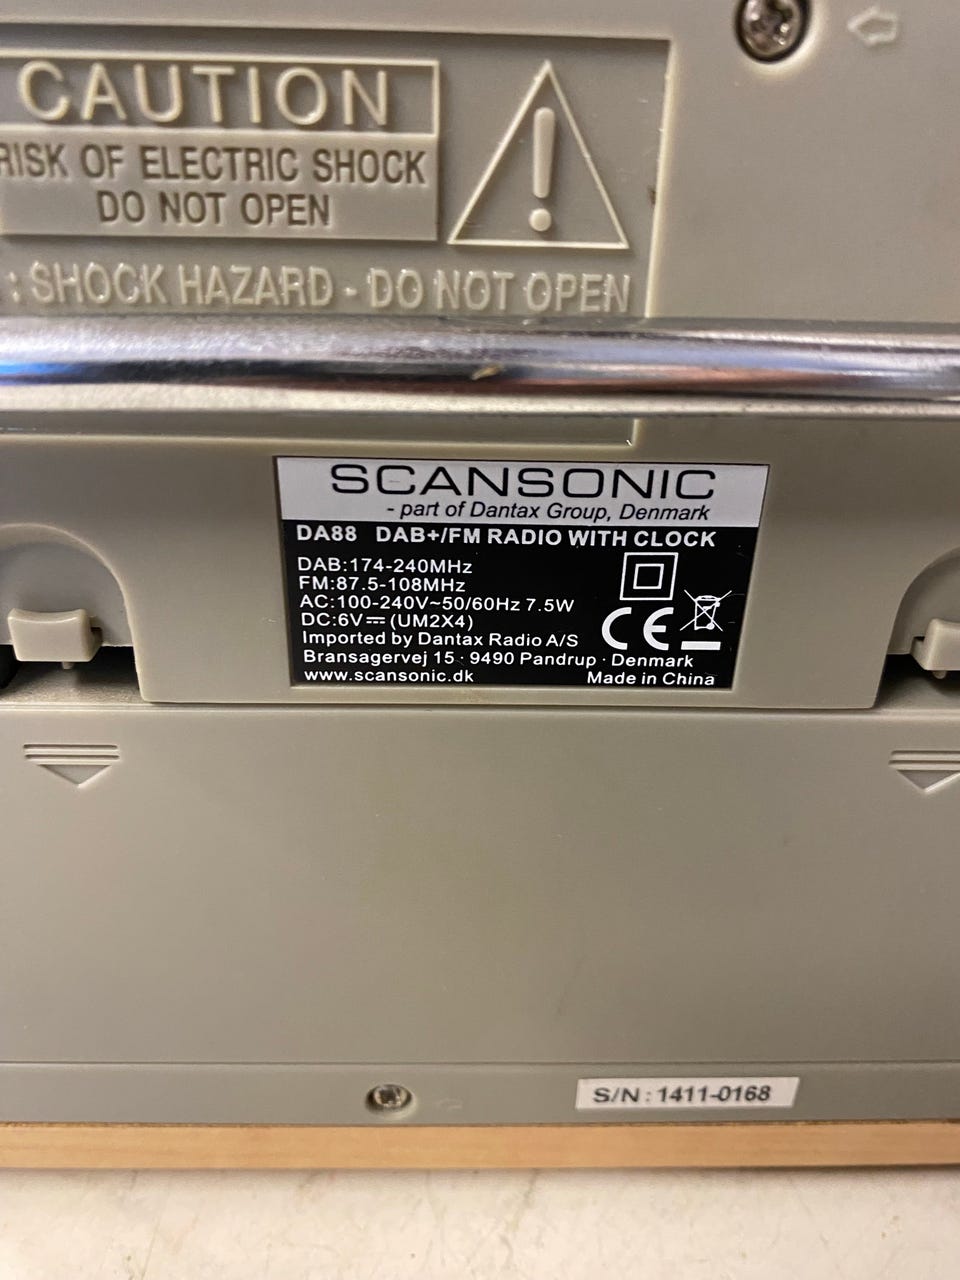 CAUTION
RISK OF ELECTRIC SHOCK
DO NOT OPEN
: SHOCK HAZARD - DO NOT OPEN
SCANSONIC
- part of Dantax Group, Denmark
DA88 DAB+/FM RADIO WITH CLOCK
DAB:174-240MHz
FM:87.5-108MHz
AC:100-240V~50/60Hz 7.5W
DC:6V⎓(UM2X4)
Imported by Dantax Radio A/S
CE
Bransagervej 15 · 9490 Pandrup · Denmark
www.scansonic.dk Made in China
S/N : 1411-0168